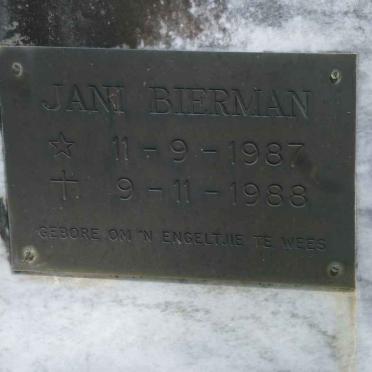 JANI BIERMAN
☆ 11-9-1987
† 9-11-1988
GEBORE OM 'N ENGELTJIE TE WEES